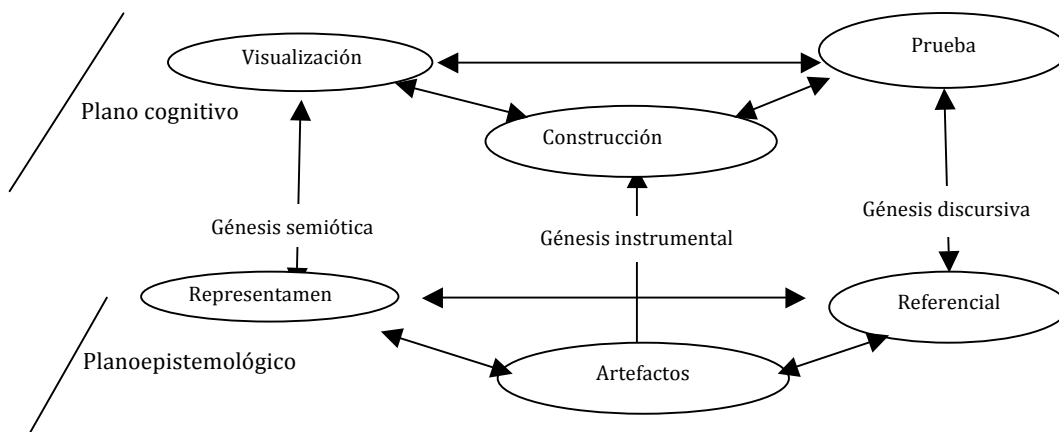 Visualización
Prueba
Plano cognitivo
Construcción
Génesis semiótica
Génesis instrumental
Génesis discursiva
Representamen
Referencial
Planoepistemológico
Artefactos